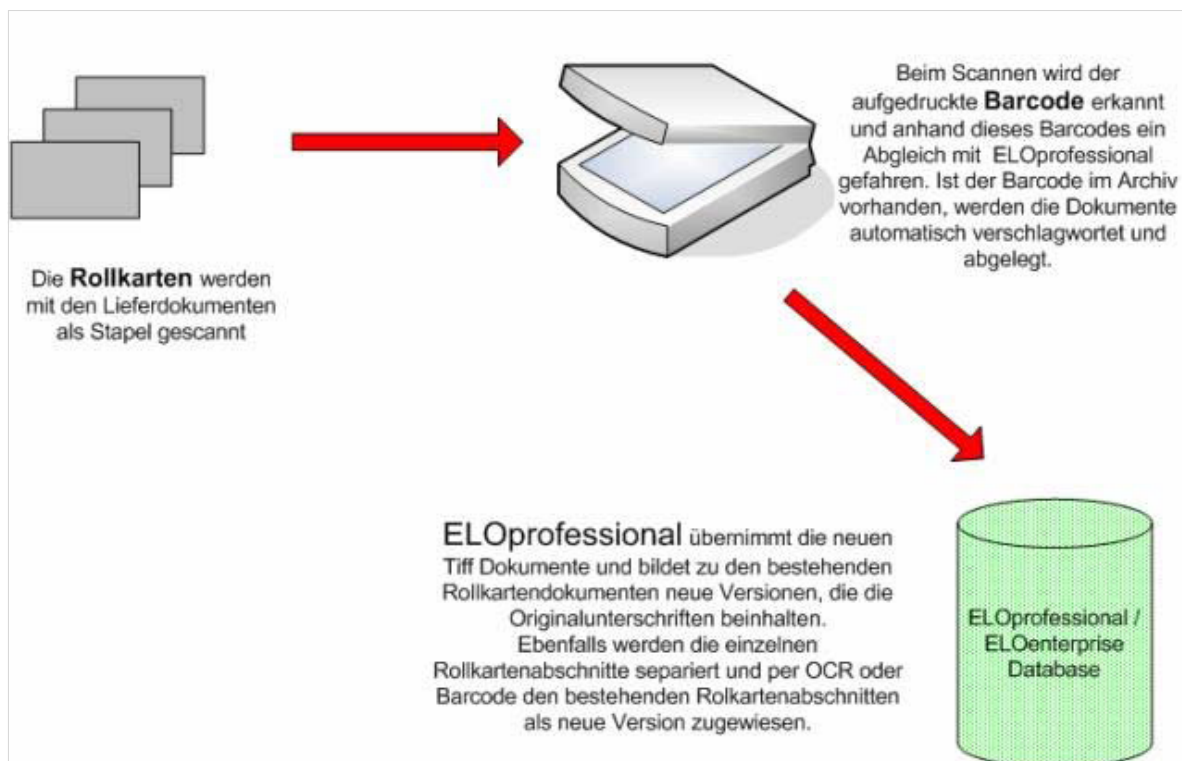 Die Rollkarten werden
mit den Lieferdokumenten
als Stapel gescannt
Beim Scannen wird der
aufgedruckte Barcode erkannt
und anhand dieses Barcodes ein
Abgleich mit ELOprofessional
gefahren. Ist der Barcode im Archiv
vorhanden, werden die Dokumente
automatisch verschlagwortet und
abgelegt.
ELOprofessional übernimmt die neuen
Tiff Dokumente und bildet zu den bestehenden
Rollkartendokumenten neue Versionen, die die
Originalunterschriften beinhalten.
Ebenfalls werden die einzelnen
Rollkartenabschnitte separiert und per OCR oder
Barcode den bestehenden Rolkartenabschnitten
als neue Version zugewiesen.
ELOprofessional /
ELOenterprise
Database